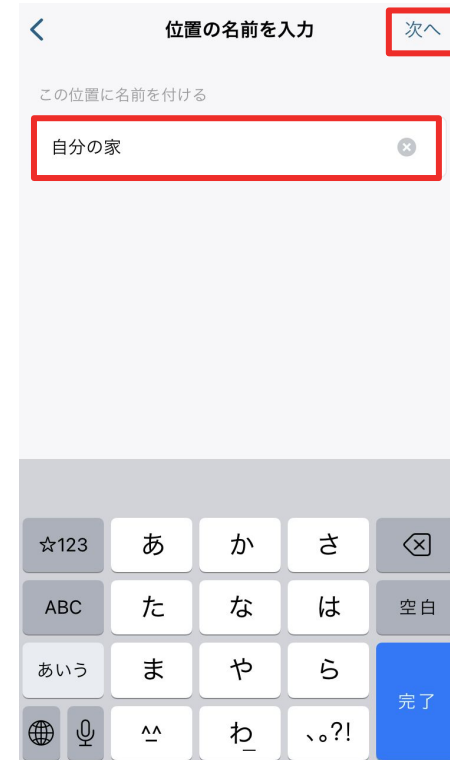 位置の名前を入力 次へ
この位置に名前を付ける
自分の家
☆123 あ か さ
ABC た な は 空白
あいう ま や ら
完了
^^ わ_ 、。?!